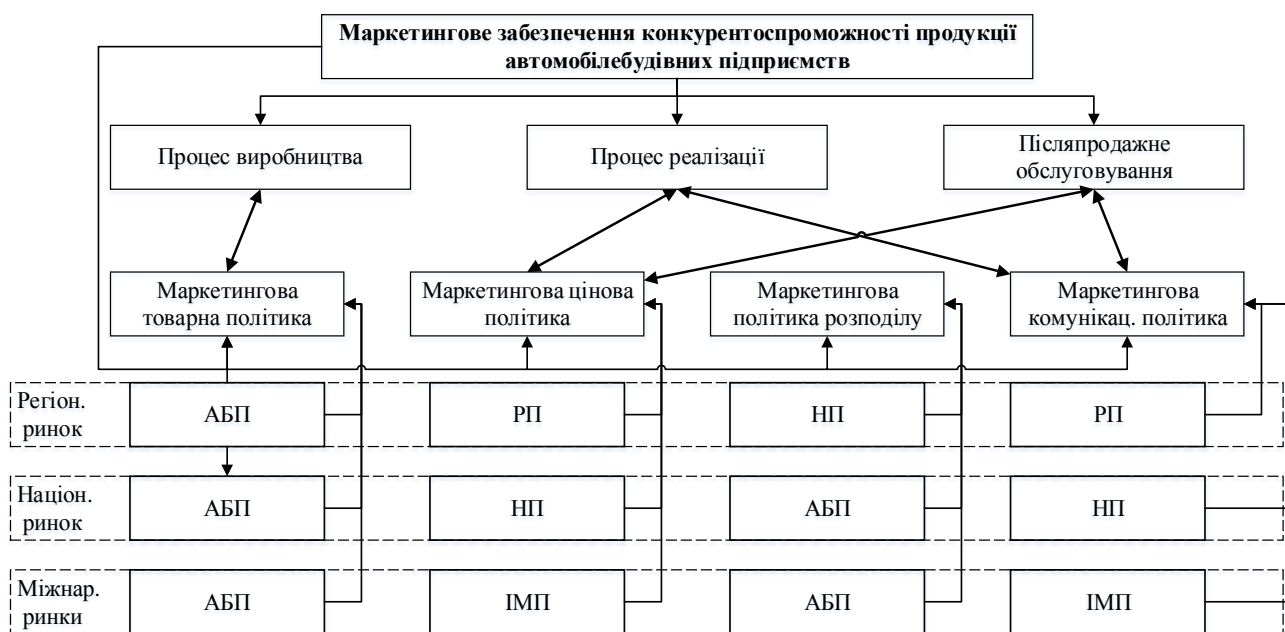 Маркетингове забезпечення конкурентоспроможності продукції
автомобілебудівних підприємств
Процес виробництва
Процес реалізації
Післяпродажне
обслуговування
Маркетингова
товарна політика
Маркетингова цінова
політика
Маркетингова
політика розподілу
Маркетингова
комунікац. політика
Регіон.
ринок
АБП
РП
НП
РП
Націон.
ринок
АБП
НП
АБП
НП
Міжнар.
ринки
АБП
ІМП
АБП
ІМП